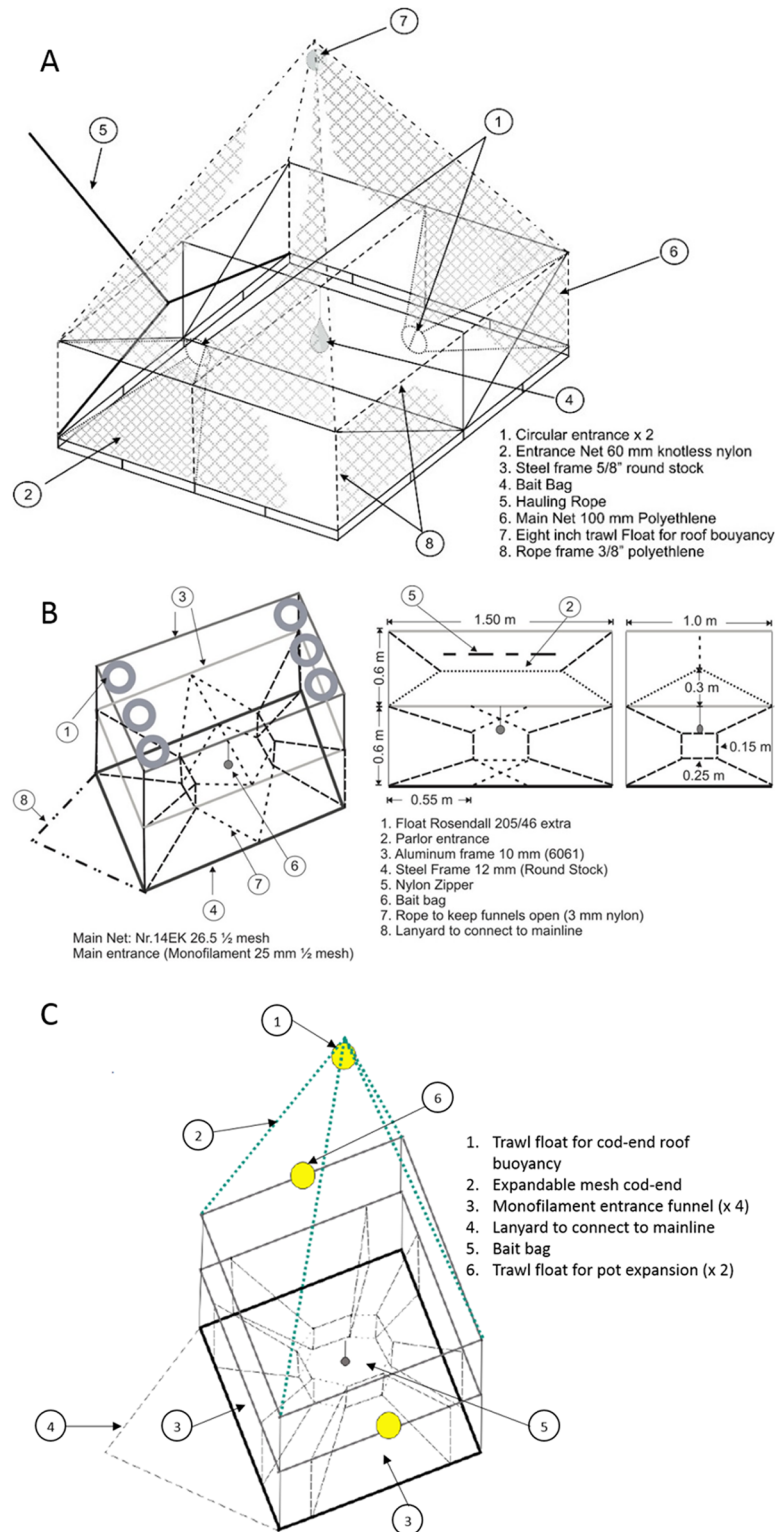 A
7
5
1
6
4
2
8
1. Circular entrance x 2
2. Entrance Net 60 mm knotless nylon
3. Steel frame 5/8” round stock
4. Bait Bag
5. Hauling Rope
6. Main Net 100 mm Polyethlene
7. Eight inch trawl Float for roof bouyancy
8. Rope frame 3/8” polyethlene
B
3
1
8
7
6
4
Main Net: Nr.14EK 26.5 ½ mesh
Main entrance (Monofilament 25 mm ½ mesh)
5
2
1.50 m
1.0 m
0.6 m
0.3 m
0.6 m
0.15 m
0.25 m
0.55 m
1. Float Rosendall 205/46 extra
2. Parlor entrance
3. Aluminum frame 10 mm (6061)
4. Steel Frame 12 mm (Round Stock)
5. Nylon Zipper
6. Bait bag
7. Rope to keep funnels open (3 mm nylon)
8. Lanyard to connect to mainline
C
1
6
2
4
3
5
3
1. Trawl float for cod-end roof
buoyancy
2. Expandable mesh cod-end
3. Monofilament entrance funnel (x 4)
4. Lanyard to connect to mainline
5. Bait bag
6. Trawl float for pot expansion (x 2)